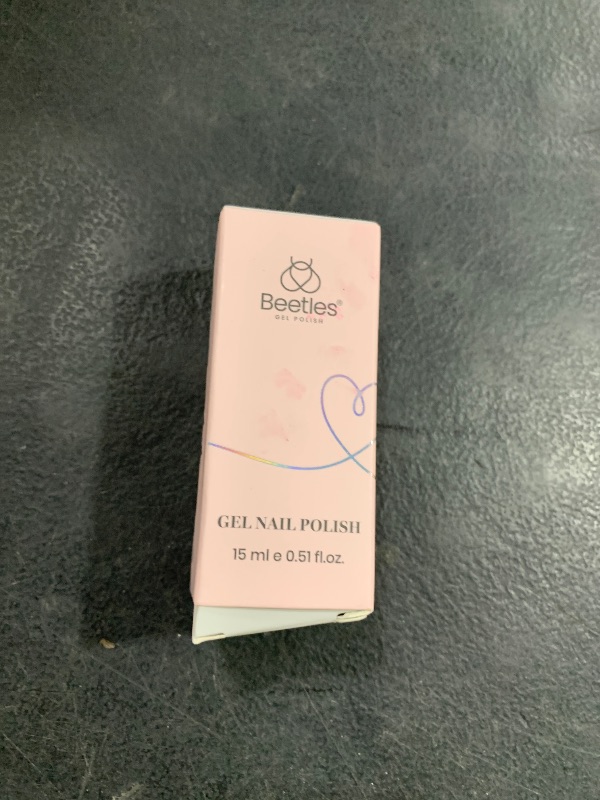 Beetles®
GEL POLISH
GEL NAIL POLISH
15 ml e 0.51 fl.oz.